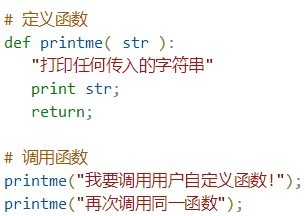 # 定义函数
def printme( str ):
"打印任何传入的字符串"
print str;
return;
# 调用函数
printme("我要调用用户自定义函数!");
printme("再次调用同一函数");